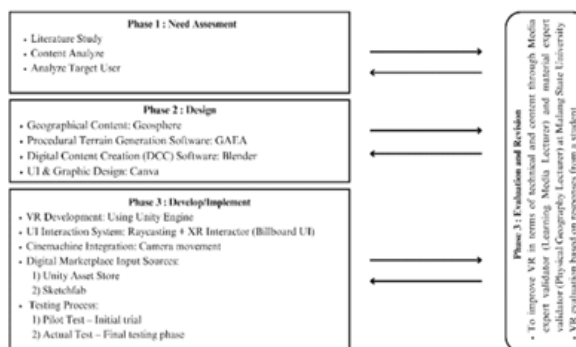 Phase 1 : Need Assesment
• Literature Study
• Content Analyze
• Analyze Target User
Phase 2 : Design
• Geographical Content: Geosphere
• Procedural Terrain Generation Software: GAEA
• Digital Content Creation (DCC) Software: Blender
• UI & Graphic Design: Canva
Phase 3 : Develop/Implement
• VR Development: Using Unity Engine
• UI Interaction System: Raycasting + XR Interactor (Billboard UI)
• Cinemachine Integration: Camera movement
• Digital Marketplace Input Sources:
1) Unity Asset Store
2) Sketchfab
• Testing Process:
1) Pilot Test – Initial trial
2) Actual Test – Final testing phase
Phase 3 : Evaluation and Revision
• To improve VR in terms of technical and content through Media
expert validator (Learning Media Lecturer) and material expert
validator (Physical Geography Lecturer) at Malang State University
• VR evaluation based on responses from a student